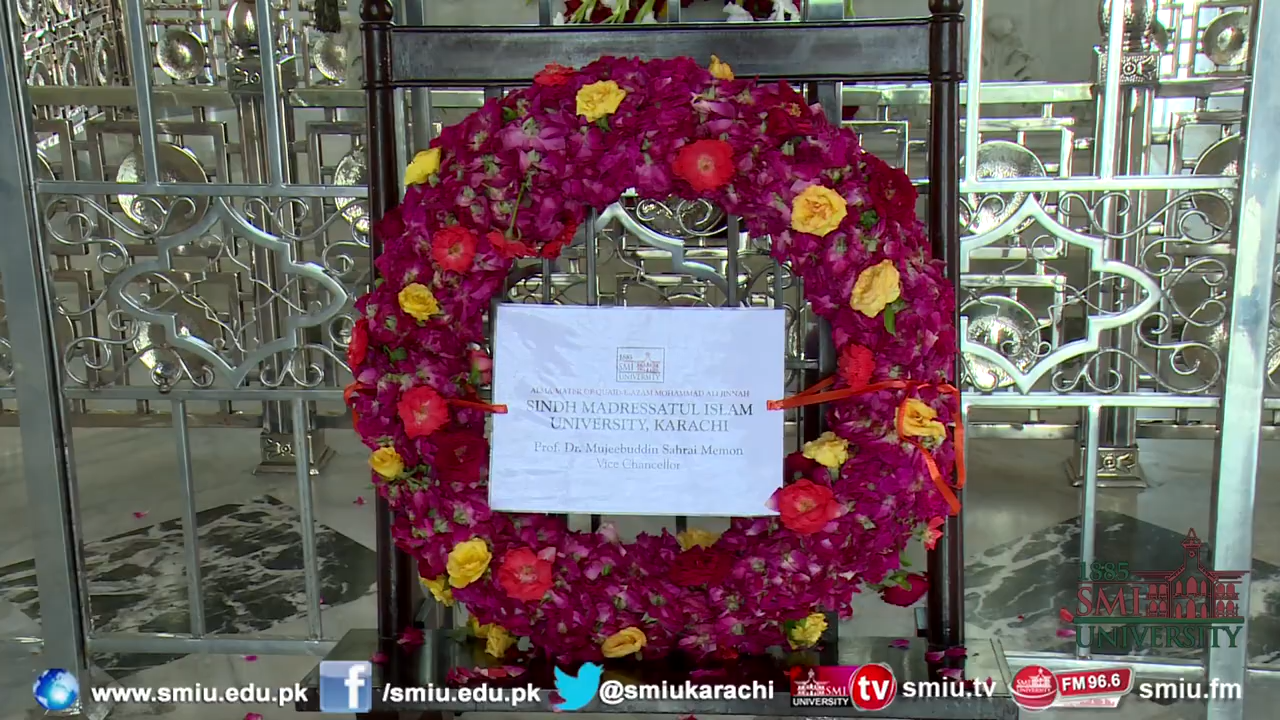 1885
SMI
UNIVERSITY
ALMA MATER OF QUAID-E-AZAM MOHAMMAD ALI JINNAH
SINDH MADRESSATUL ISLAM
UNIVERSITY, KARACHI
Prof. Dr. Mujeebuddin Sahrai Memon
Vice Chancellor
1885
SMI
UNIVERSITY
www.smiu.edu.pk
f /smiu.edu.pk
@smiukarachi
SMI UNIVERSITY tv smiu.tv
FM 96.6 smiu.fm